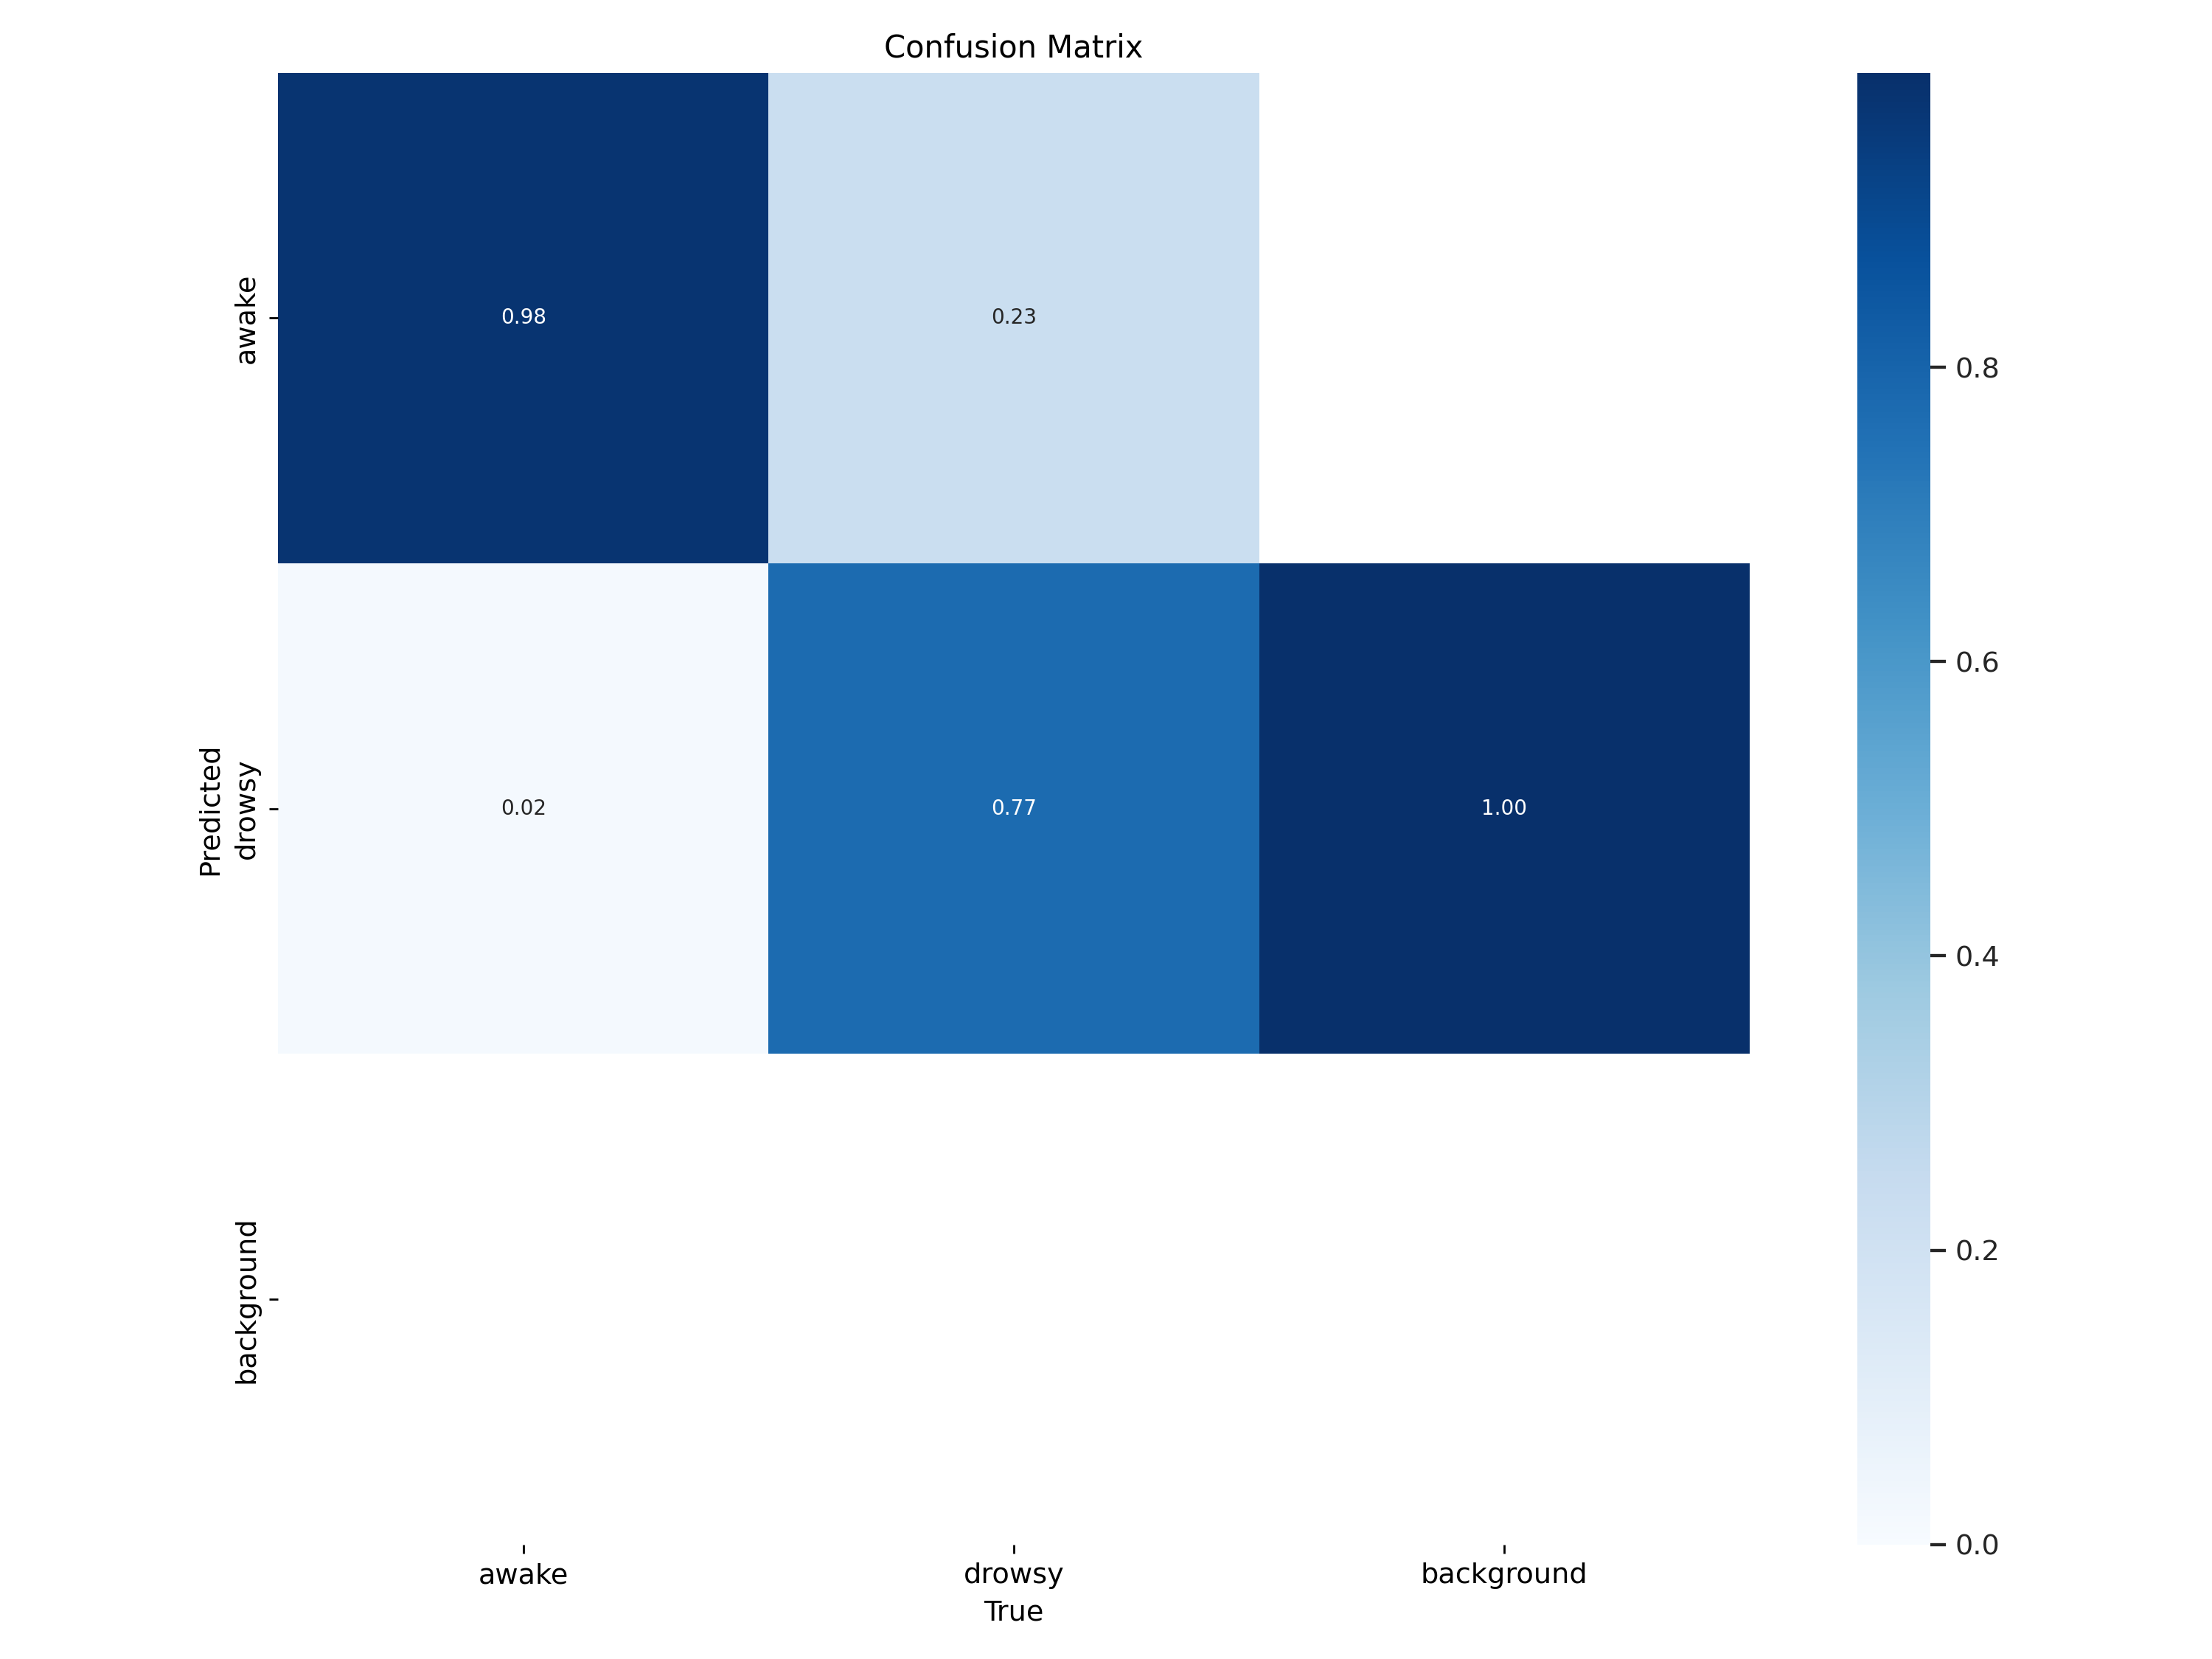 Confusion Matrix
awake
0.98
0.23
0.8
0.6
Predicted
drowsy
0.02
0.77
1.00
0.4
background
0.2
0.0
awake
drowsy
background
True